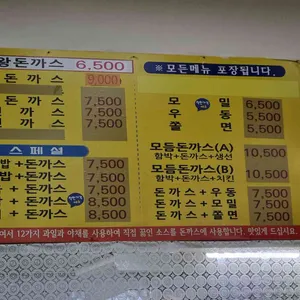 왕돈까스 6,500
돈까스 9,000
돈까스 7,500
까스 7,500
까스 7,500
스페셜
밥+돈까스 7,500
+돈까스 7,500
+돈까스 8,500
+돈까스 8,500
※ 모든메뉴 포장됩니다.
모밀 6,500
우동 5,500
쫄면 5,500
모듬돈까스(A) 10,500
함박+돈까스+생선
모듬돈까스(B) 10,500
함박+돈까스+치킨
돈까스+우동 7,500
돈까스+모밀 7,500
돈까스+쫄면 7,500
여서 12가지 과일과 야채를 사용하여 직접 끓인 소스를 돈까스에 사용합니다. 맛있게 드십시요.